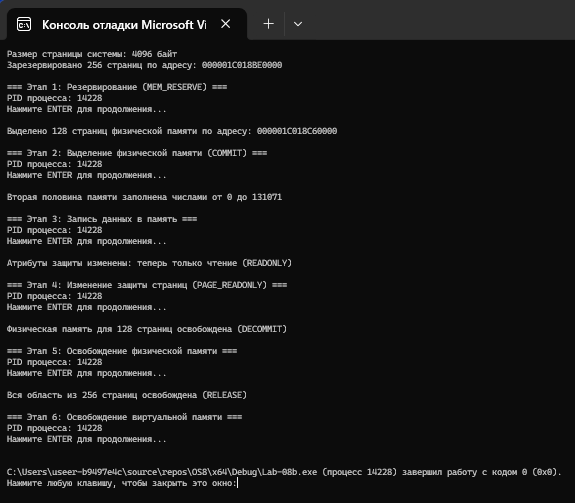 Консоль отладки Microsoft Vi
Размер страницы системы: 4096 байт
Зарезервировано 256 страниц по адресу: 000001C018BE0000
=== Этап 1: Резервирование (MEM_RESERVE) ===
PID процесса: 14228
Нажмите ENTER для продолжения...
Выделено 128 страниц физической памяти по адресу: 000001C018C60000
=== Этап 2: Выделение физической памяти (COMMIT) ===
PID процесса: 14228
Нажмите ENTER для продолжения...
Вторая половина памяти заполнена числами от 0 до 131071
=== Этап 3: Запись данных в память ===
PID процесса: 14228
Нажмите ENTER для продолжения...
Атрибуты защиты изменены: теперь только чтение (READONLY)
=== Этап 4: Изменение защиты страниц (PAGE_READONLY) ===
PID процесса: 14228
Нажмите ENTER для продолжения...
Физическая память для 128 страниц освобождена (DECOMMIT)
=== Этап 5: Освобождение физической памяти ===
PID процесса: 14228
Нажмите ENTER для продолжения...
Вся область из 256 страниц освобождена (RELEASE)
=== Этап 6: Освобождение виртуальной памяти ===
PID процесса: 14228
Нажмите ENTER для продолжения...
C:\Users\useer-b9497e4c\source\repos\OS8\x64\Debug\Lab-08b.exe (процесс 14228) завершил работу с кодом 0 (0x0).
Нажмите любую клавишу, чтобы закрыть это окно: